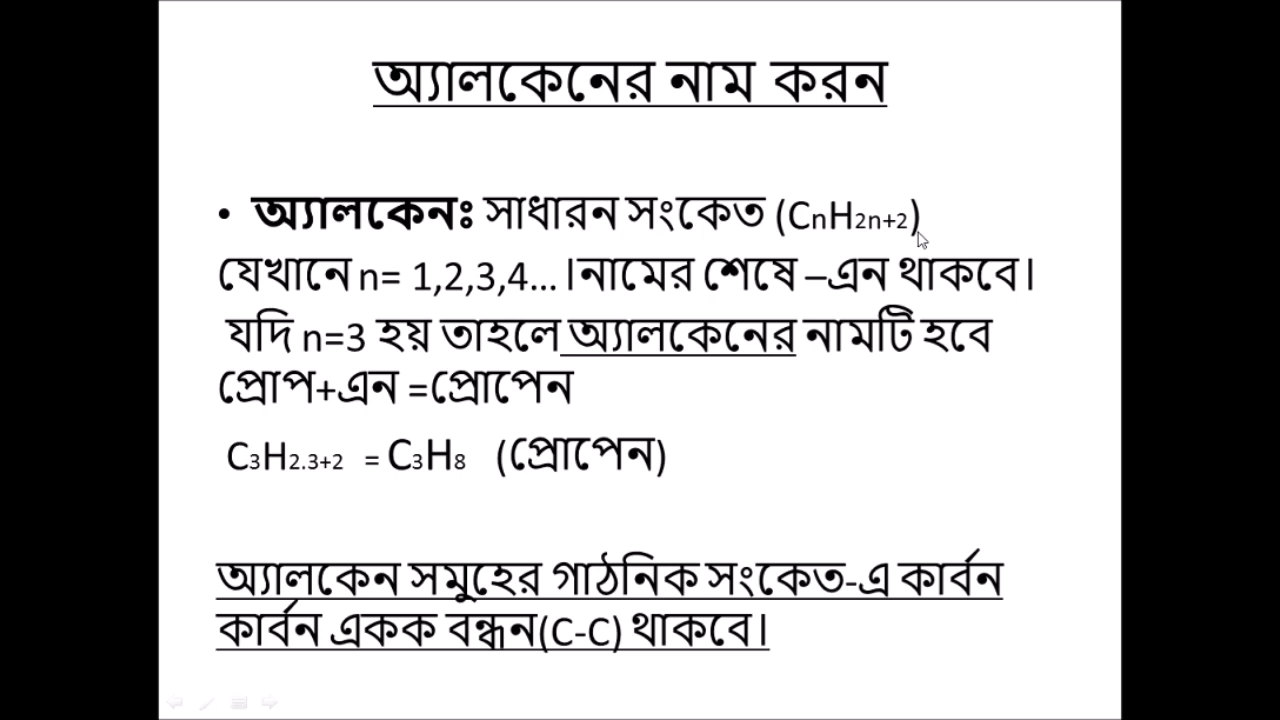 অ্যালকেনের নাম করন
• অ্যালকেনঃ সাধারন সংকেত (CnH2n+2)
যেখানে n= 1,2,3,4... ।নামের শেষে –এন থাকবে।
যদি n=3 হয় তাহলে অ্যালকেনের নামটি হবে
প্রোপ+এন =প্রোপেন
C3H2.3+2 = C3H8 (প্রোপেন)
অ্যালকেন সমুহের গাঠনিক সংকেত-এ কার্বন
কার্বন একক বন্ধন(C-C) থাকবে।